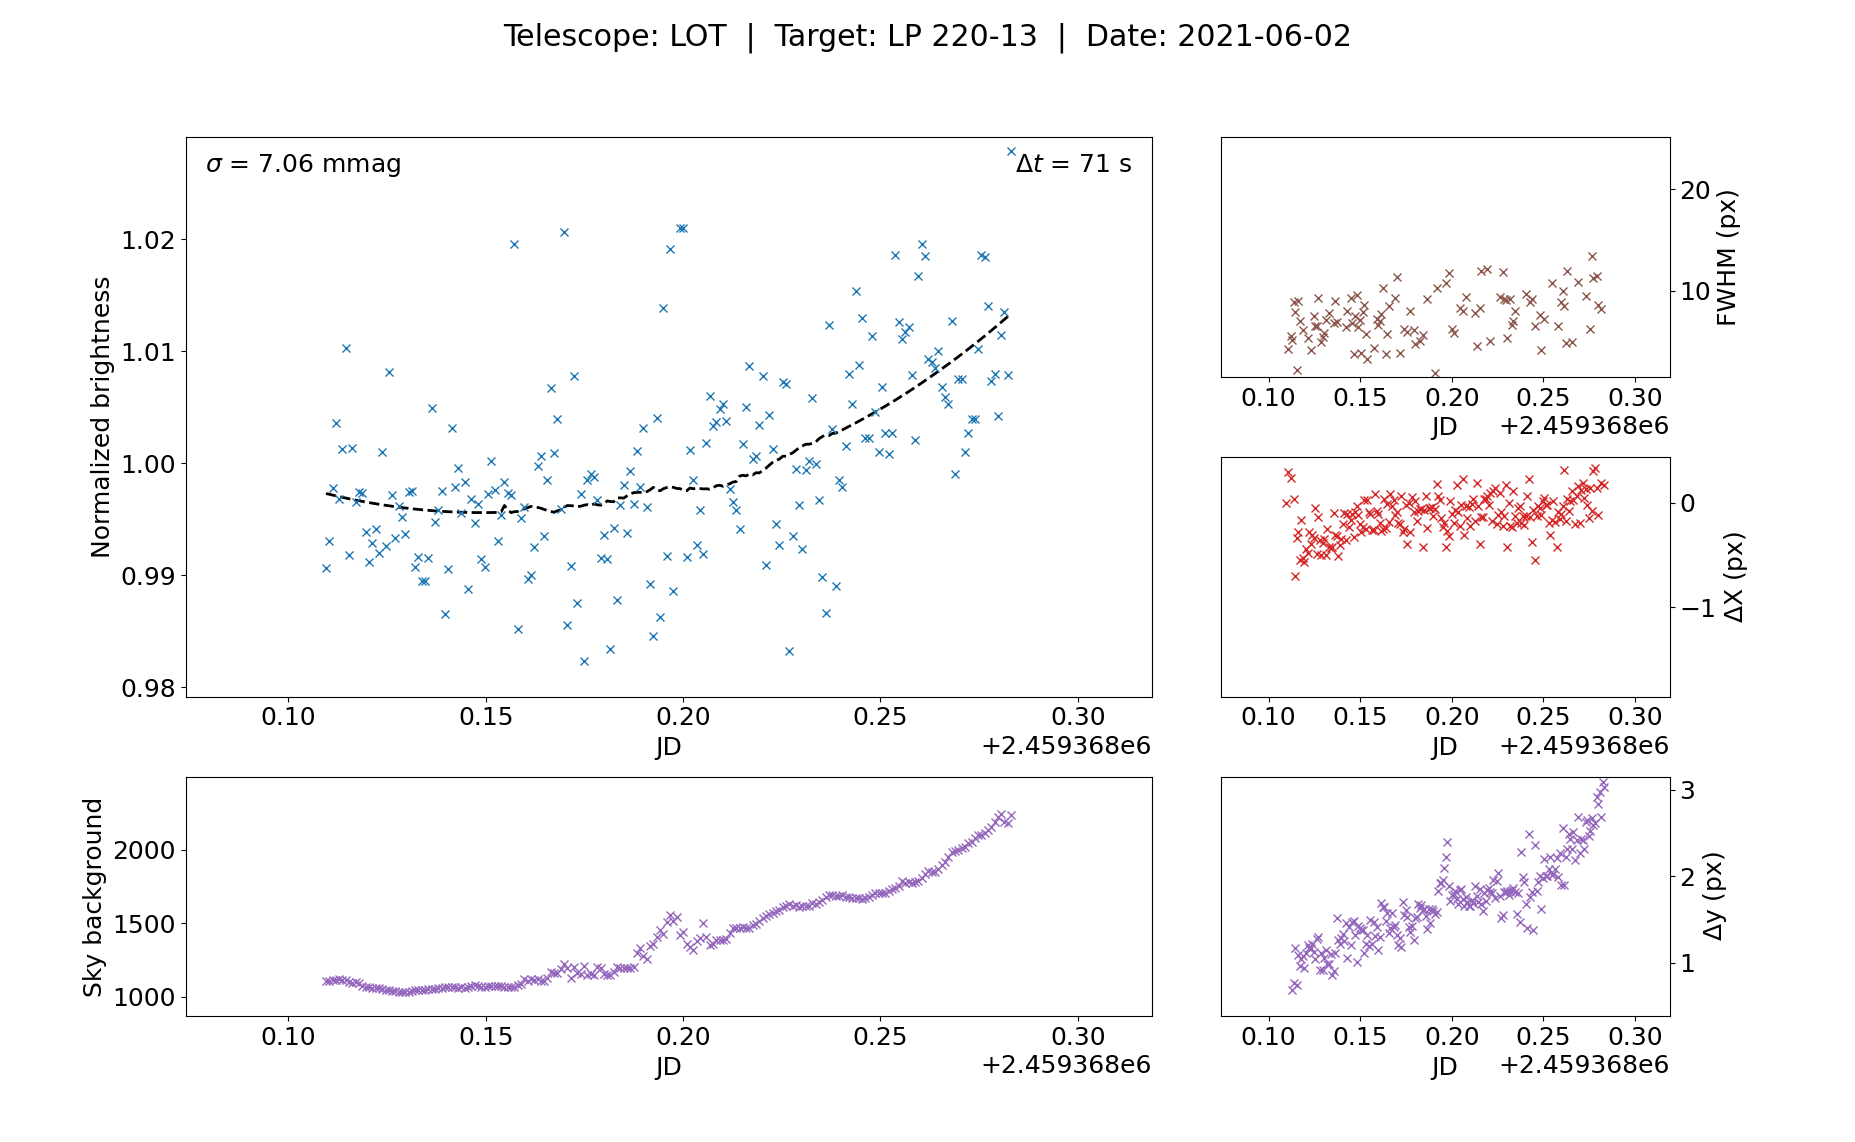 Telescope: LOT | Target: LP 220-13 | Date: 2021-06-02
σ = 7.06 mmag
Δt = 71 s
Normalized brightness
1.02
1.01
1.00
0.99
0.98
0.10 0.15 0.20 0.25 0.30
JD
+2.459368e6
20
10
FWHM (px)
0.10 0.15 0.20 0.25 0.30
JD
+2.459368e6
0
−1
ΔX (px)
0.10 0.15 0.20 0.25 0.30
JD
+2.459368e6
Sky background
2000
1500
1000
0.10 0.15 0.20 0.25 0.30
JD
+2.459368e6
3
2
1
Δy (px)
0.10 0.15 0.20 0.25 0.30
JD
+2.459368e6